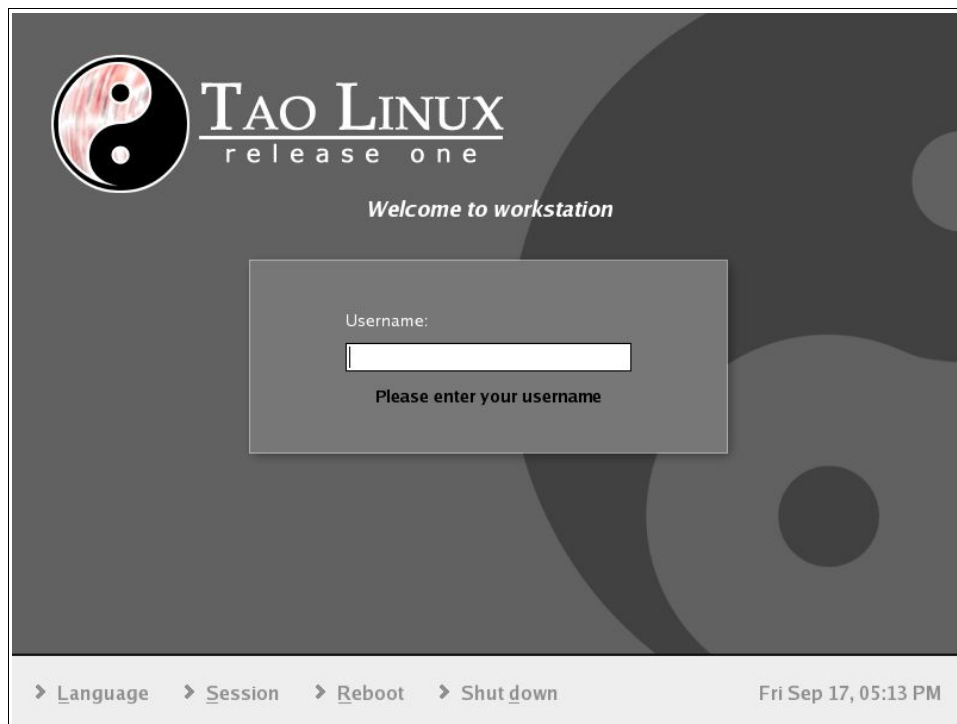 TAO LINUX
release one
Welcome to workstation
Username:
Please enter your username
Language Session Reboot Shut down Fri Sep 17, 05:13 PM